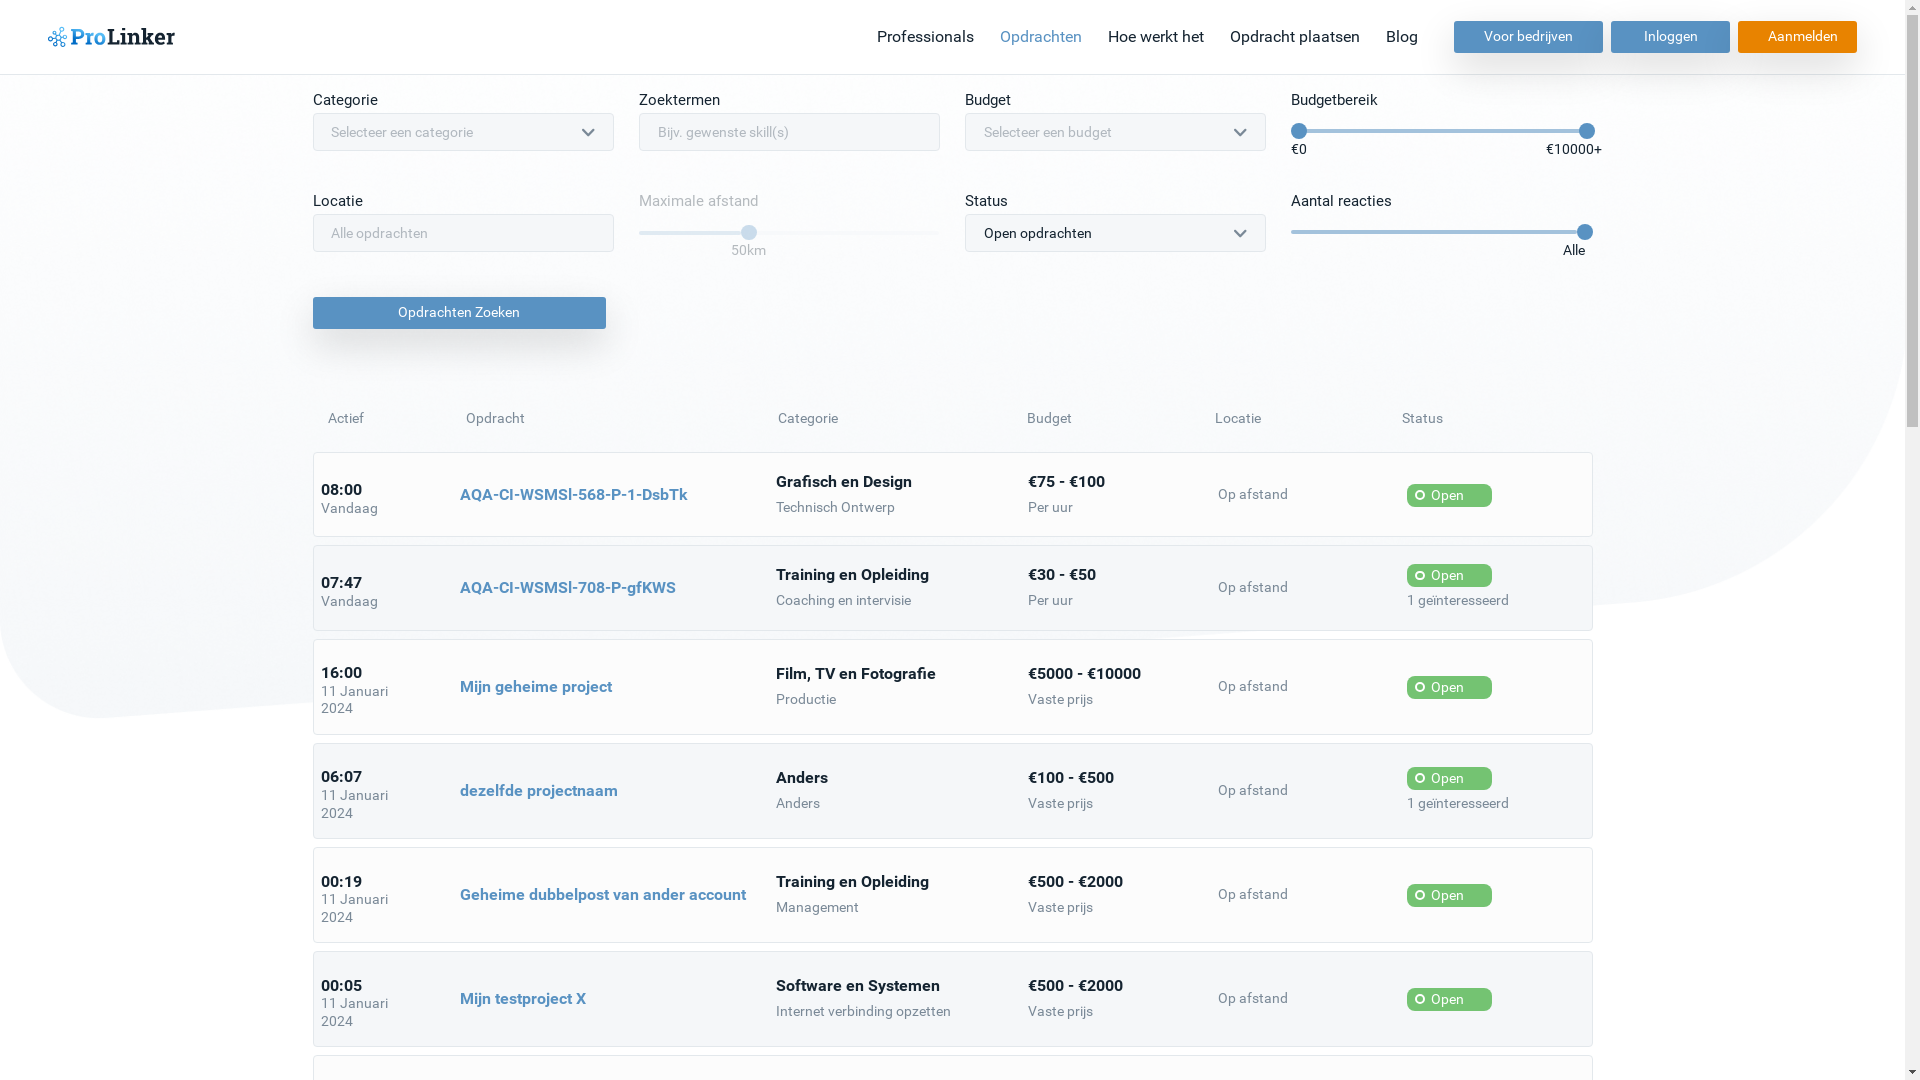 ProLinker
Professionals Opdrachten Hoe werkt het Opdracht plaatsen Blog Voor bedrijven Inloggen Aanmelden
Categorie Zoektermen Budget Budgetbereik
Selecteer een categorie Bijv. gewenste skill(s) Selecteer een budget
€0 €10000+
Locatie Maximale afstand Status Aantal reacties
Alle opdrachten Open opdrachten
50km Alle
Opdrachten Zoeken
Actief Opdracht Categorie Budget Locatie Status
08:00 AQA-CI-WSMSl-568-P-1-DsbTk Grafisch en Design €75 - €100 Op afstand Open
Vandaag Technisch Ontwerp Per uur
07:47 AQA-CI-WSMSl-708-P-gfKWS Training en Opleiding €30 - €50 Op afstand Open
Vandaag Coaching en intervisie Per uur 1 geïnteresseerd
16:00 Mijn geheime project Film, TV en Fotografie €5000 - €10000 Op afstand Open
11 Januari Productie Vaste prijs
2024
06:07 dezelfde projectnaam Anders €100 - €500 Op afstand Open
11 Januari Anders Vaste prijs 1 geïnteresseerd
2024
00:19 Geheime dubbelpost van ander account Training en Opleiding €500 - €2000 Op afstand Open
11 Januari Management Vaste prijs
2024
00:05 Mijn testproject X Software en Systemen €500 - €2000 Op afstand Open
11 Januari Internet verbinding opzetten Vaste prijs
2024